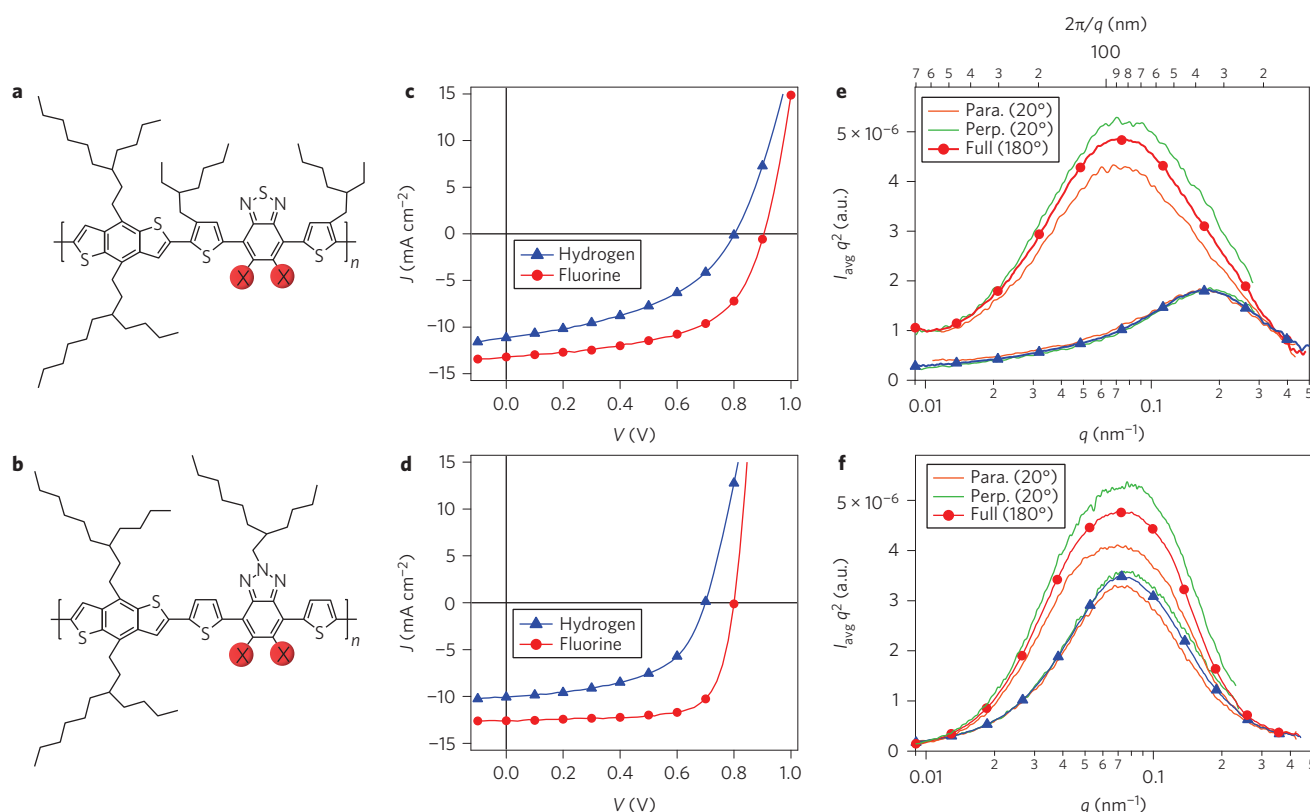 a
S
N
N
S
S
S
S
X
X
n
c
15
10
5
0
−5
−10
−15
J (mA cm−2)
Hydrogen
Fluorine
0.0
0.2
0.4
0.6
0.8
1.0
V (V)
e
2π/q (nm)
100
7 6 5 4 3 2 9 8 7 6 5 4 3 2
Para. (20°)
Perp. (20°)
Full (180°)
5 × 10−6
4
3
2
1
0
Iavg q2 (a.u.)
0.01 2 3 4 5 6 7 0.1 2 3 4 5
q (nm−1)
b
N
N
N
S
S
S
S
X
X
n
d
15
10
5
0
−5
−10
−15
J (mA cm−2)
Hydrogen
Fluorine
0.0
0.2
0.4
0.6
0.8
1.0
V (V)
f
Para. (20°)
Perp. (20°)
Full (180°)
5 × 10−6
4
3
2
1
0
Iavg q2 (a.u.)
0.01 2 3 4 5 6 7 0.1 2 3 4 5
q (nm−1)